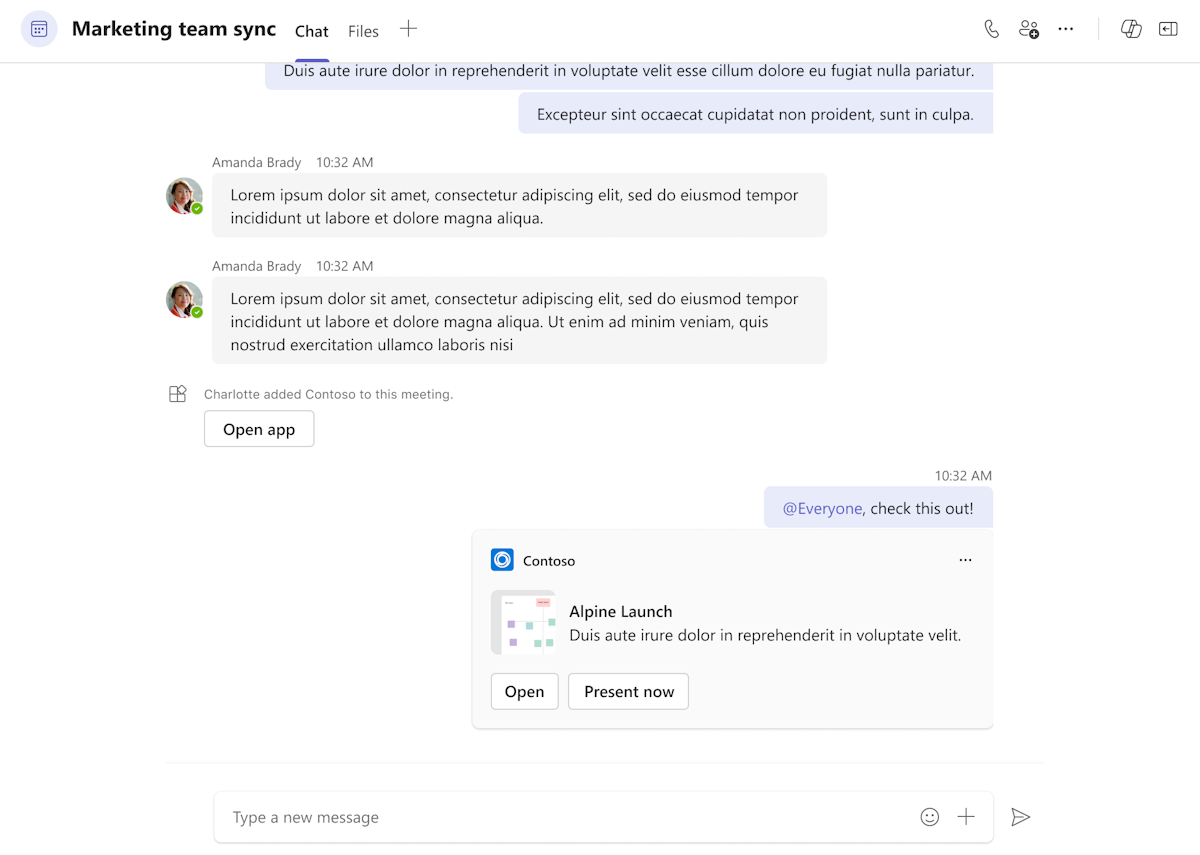 Marketing team sync Chat Files
Duis aute irure dolor in reprehenderit in voluptate velit esse cillum dolore eu fugiat nulla pariatur.
Excepteur sint occaecat cupidatat non proident, sunt in culpa.
Amanda Brady 10:32 AM
Lorem ipsum dolor sit amet, consectetur adipiscing elit, sed do eiusmod tempor
incididunt ut labore et dolore magna aliqua.
Amanda Brady 10:32 AM
Lorem ipsum dolor sit amet, consectetur adipiscing elit, sed do eiusmod tempor
incididunt ut labore et dolore magna aliqua. Ut enim ad minim veniam, quis
nostrud exercitation ullamco laboris nisi
Charlotte added Contoso to this meeting.
Open app
10:32 AM
@Everyone, check this out!
Contoso
Alpine Launch
Duis aute irure dolor in reprehenderit in voluptate velit.
Open Present now
Type a new message